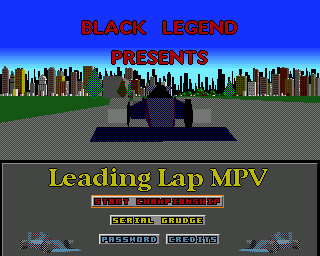 BLACK LEGEND
PRESENTS
Leading Lap MPV
START CHAMPIONSHIP
SERIAL GRUDGE
PASSWORD CREDITS